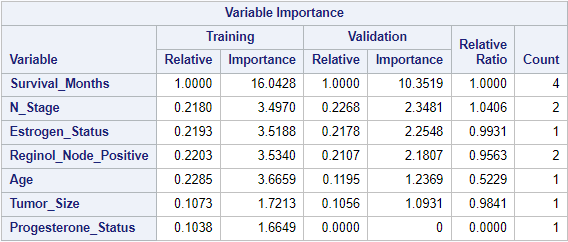 Variable Importance
Training Validation
Variable Relative Importance Relative Importance Relative Ratio Count
Survival_Months 1.0000 16.0428 1.0000 10.3519 1.0000 4
N_Stage 0.2180 3.4970 0.2268 2.3481 1.0406 2
Estrogen_Status 0.2193 3.5188 0.2178 2.2548 0.9931 1
Reginol_Node_Positive 0.2203 3.5340 0.2107 2.1807 0.9563 2
Age 0.2285 3.6659 0.1195 1.2369 0.5229 1
Tumor_Size 0.1073 1.7213 0.1056 1.0931 0.9841 1
Progesterone_Status 0.1038 1.6649 0.0000 0 0.0000 1